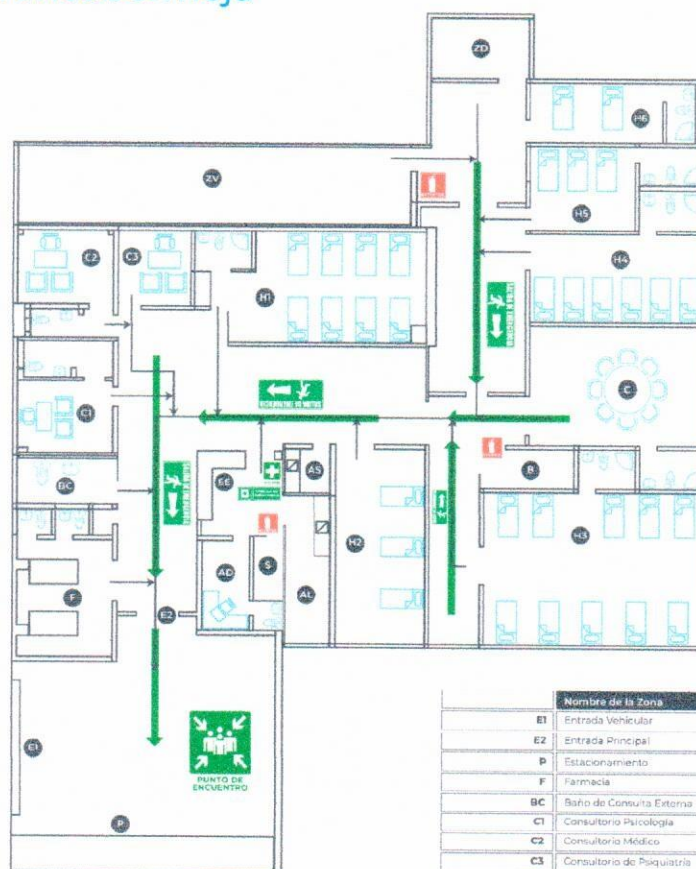 ZD
H6
ZV
H5
C2
C3
H1
H4
C
C1
B
EE
AS
BC
H3
H2
AD
S
F
AL
E2
E1
PUNTO DE
ENCUENTRO
P
Nombre de la Zona
E1 Entrada Vehicular
E2 Entrada Principal
P Estacionamiento
F Farmacia
BC Baño de Consulta Externa
C1 Consultorio Psicología
C2 Consultorio Médico
C3 Consultorio de Psiquiatría